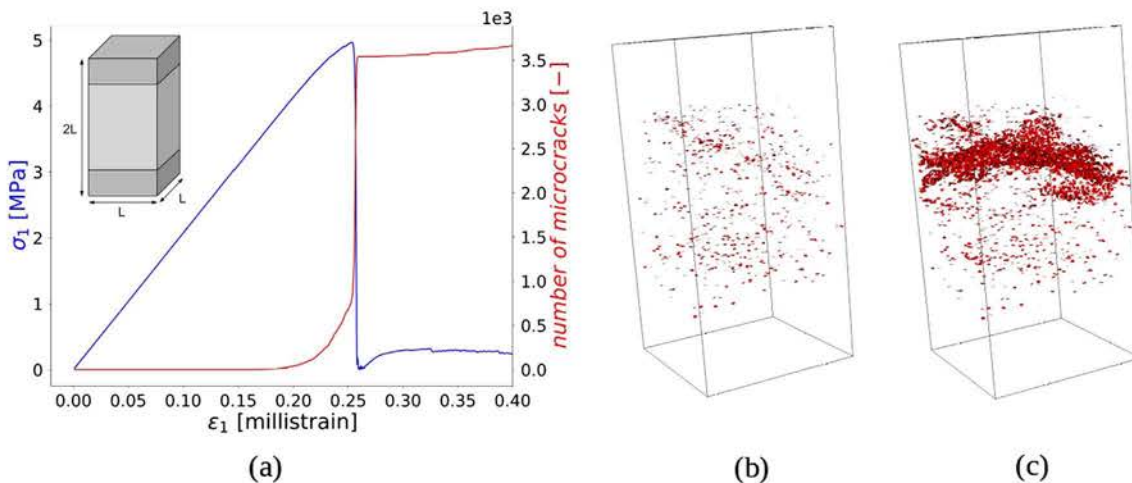 1e3
5
4
3
2
1
0
σ1 [MPa]
2L
L
L
3.5
3.0
2.5
2.0
1.5
1.0
0.5
0.0
number of microcracks [−]
0.00 0.05 0.10 0.15 0.20 0.25 0.30 0.35 0.40
ε1 [millistrain]
(a) (b) (c)